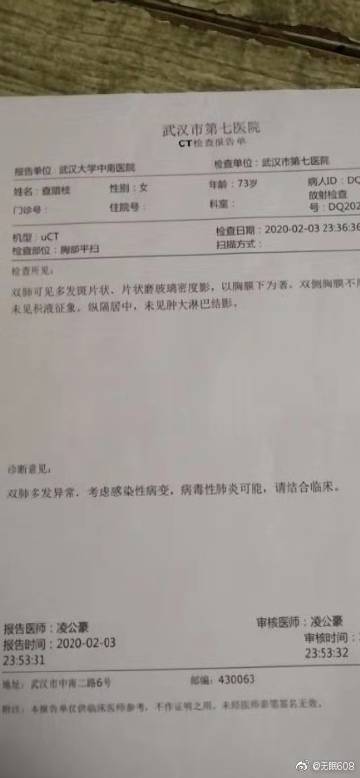 武汉市第七医院
CT检查报告单
报告单位：武汉大学中南医院 检查单位：武汉市第七医院
姓名：查腊枝 性别：女 年龄：73岁 病人ID：DQ
门诊号： 住院号： 科室： 放射检查
号：DQ202
机型：uCT 检查日期：2020-02-03 23:36:36
检查部位：胸部平扫 扫描方式：
检查所见：
双肺可见多发斑片状、片状磨玻璃密度影，以胸膜下为著。双侧胸膜不
未见积液征象。纵隔居中，未见肿大淋巴结影。
诊断意见：
双肺多发异常，考虑感染性病变，病毒性肺炎可能，请结合临床。
报告医师：凌公豪 审核医师：凌公豪
报告时间：2020-02-03 审核时间：
23:53:31 23:53:32
地址：武汉市中南二路6号 邮编：430063
附注：本报告单仅供临床医师参考，不作证明之用。未经医师亲笔签名无效。
@无眠608